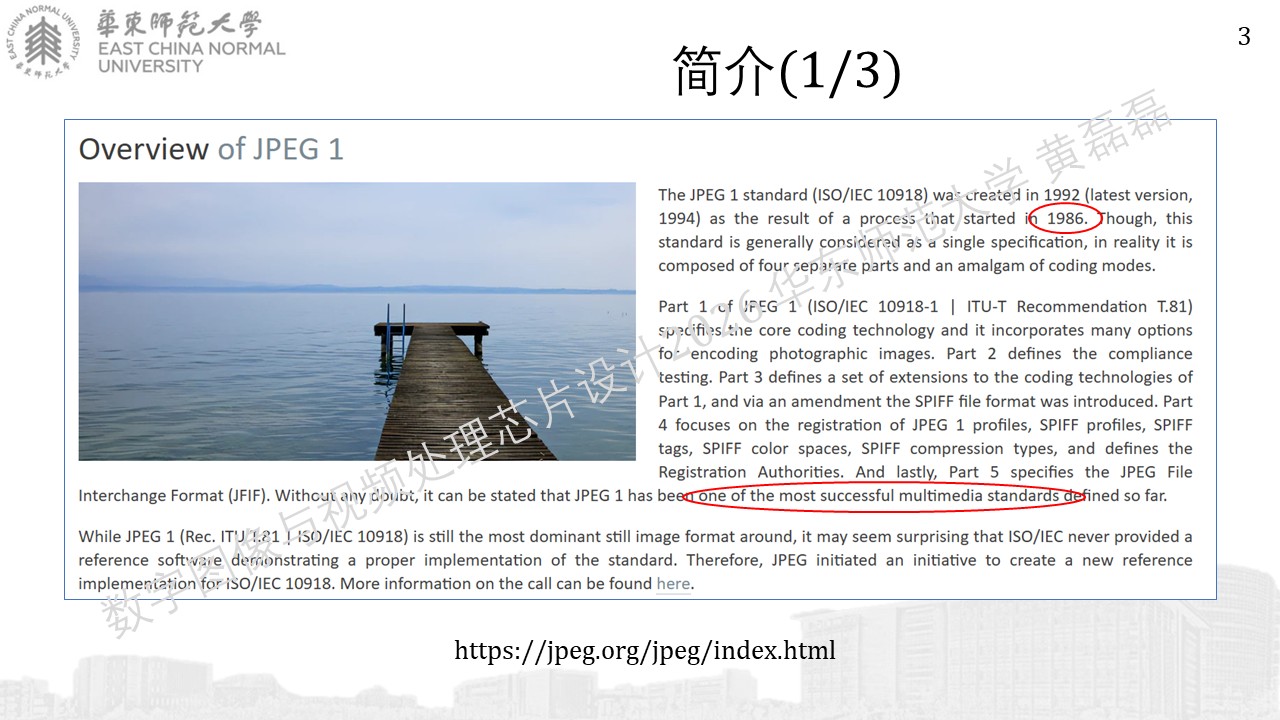 華東師範大學
EAST CHINA NORMAL
UNIVERSITY
EAST CHINA NORMAL UNIVERSITY
華東师范大学
3
简介(1/3)
Overview of JPEG 1
The JPEG 1 standard (ISO/IEC 10918) was created in 1992 (latest version,
1994) as the result of a process that started in 1986. Though, this
standard is generally considered as a single specification, in reality it is
composed of four separate parts and an amalgam of coding modes.
Part 1 of JPEG 1 (ISO/IEC 10918-1 | ITU-T Recommendation T.81)
specifies the core coding technology and it incorporates many options
for encoding photographic images. Part 2 defines the compliance
testing. Part 3 defines a set of extensions to the coding technologies of
Part 1, and via an amendment the SPIFF file format was introduced. Part
4 focuses on the registration of JPEG 1 profiles, SPIFF profiles, SPIFF
tags, SPIFF color spaces, SPIFF compression types, and defines the
Registration Authorities. And lastly, Part 5 specifies the JPEG File
Interchange Format (JFIF). Without any doubt, it can be stated that JPEG 1 has been one of the most successful multimedia standards defined so far.
While JPEG 1 (Rec. ITU T.81 | ISO/IEC 10918) is still the most dominant still image format around, it may seem surprising that ISO/IEC never provided a
reference software demonstrating a proper implementation of the standard. Therefore, JPEG initiated an initiative to create a new reference
implementation for ISO/IEC 10918. More information on the call can be found here.
数字图像与视频处理芯片设计2026 华东师范大学 黄磊磊
https://jpeg.org/jpeg/index.html